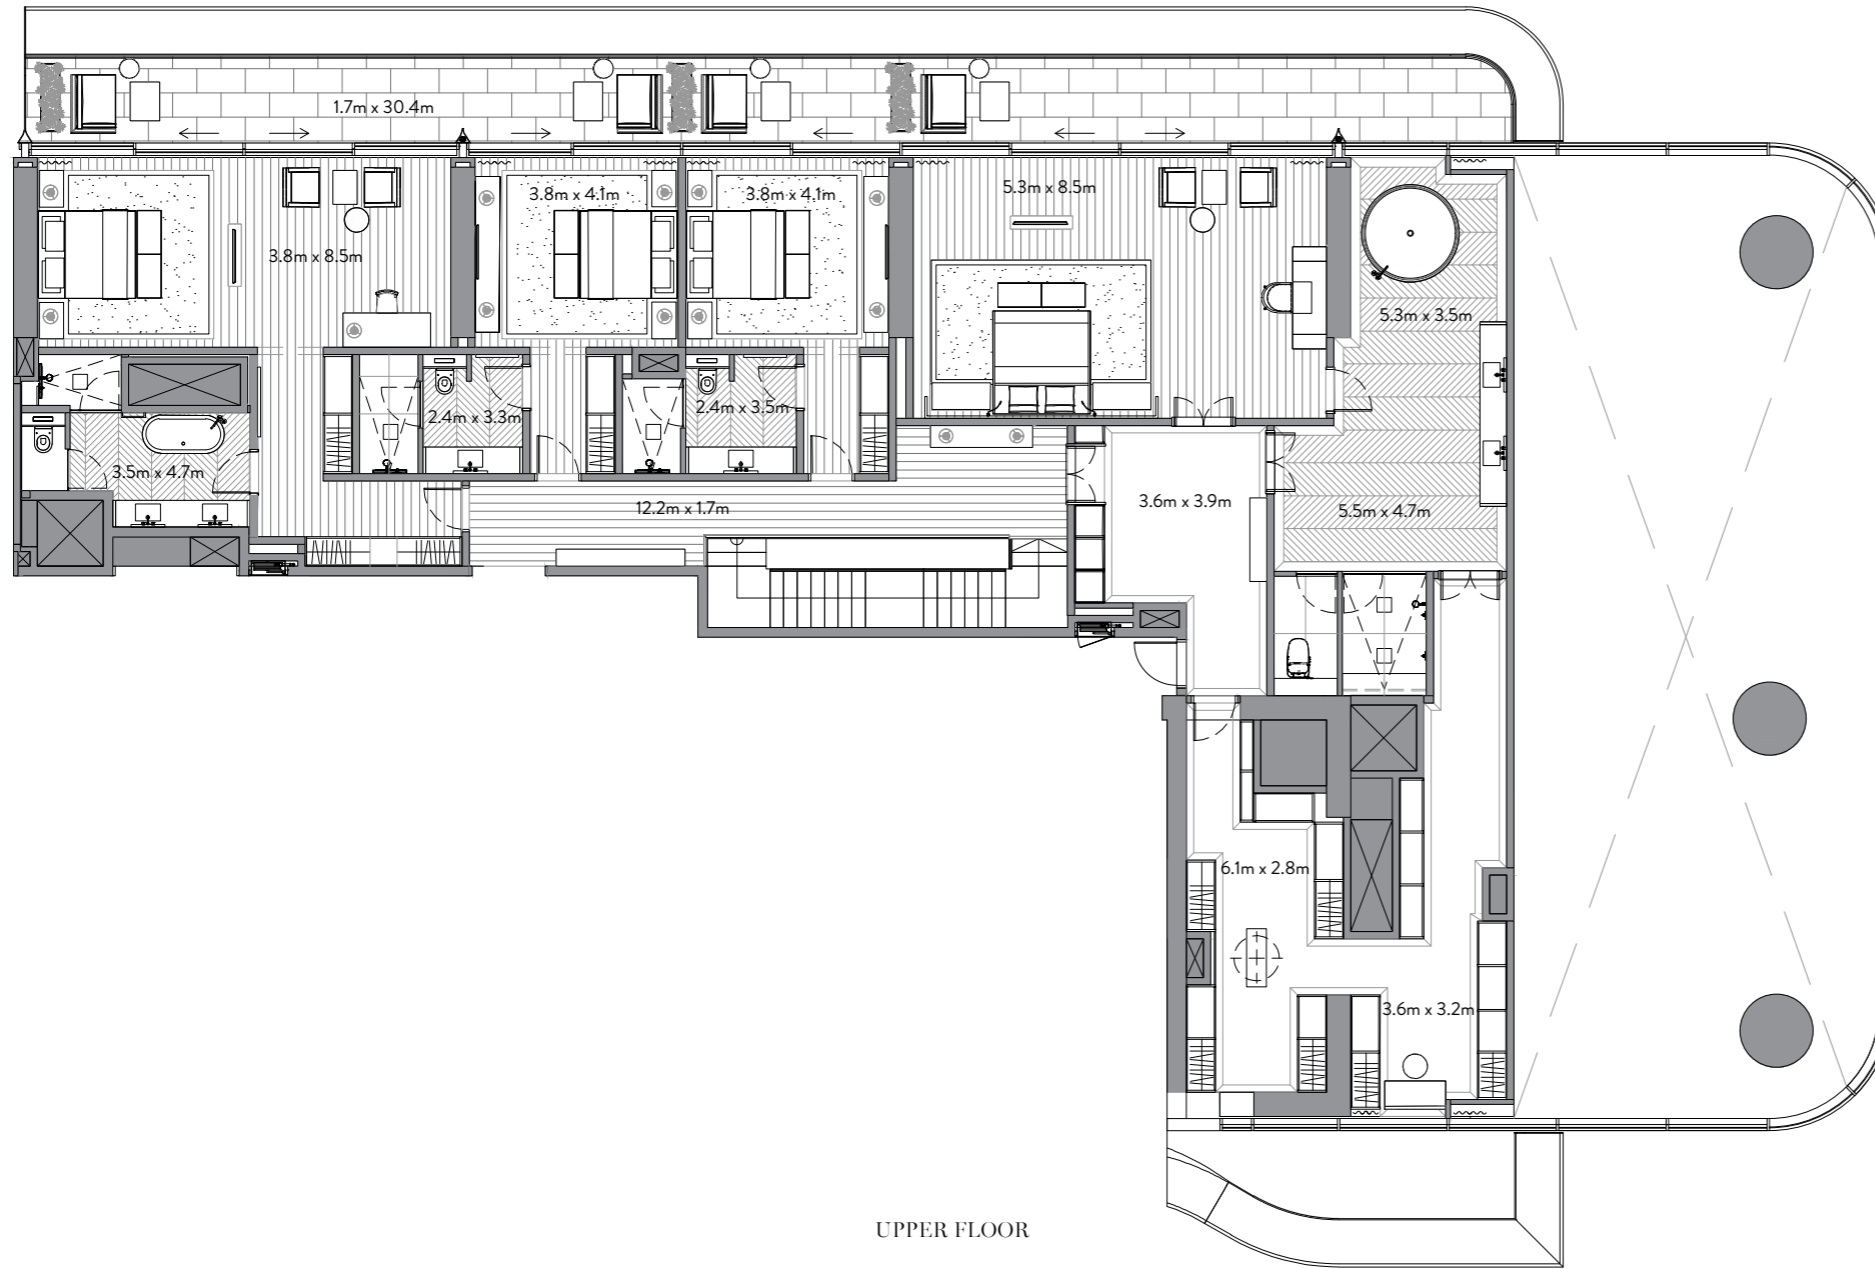 1.7m x 30.4m
3.8m x 8.5m
3.8m x 4.1m
3.8m x 4.1m
5.3m x 8.5m
5.3m x 3.5m
2.4m x 3.3m
2.4m x 3.5m
3.5m x 4.7m
12.2m x 1.7m
3.6m x 3.9m
5.5m x 4.7m
6.1m x 2.8m
3.6m x 3.2m
UPPER FLOOR